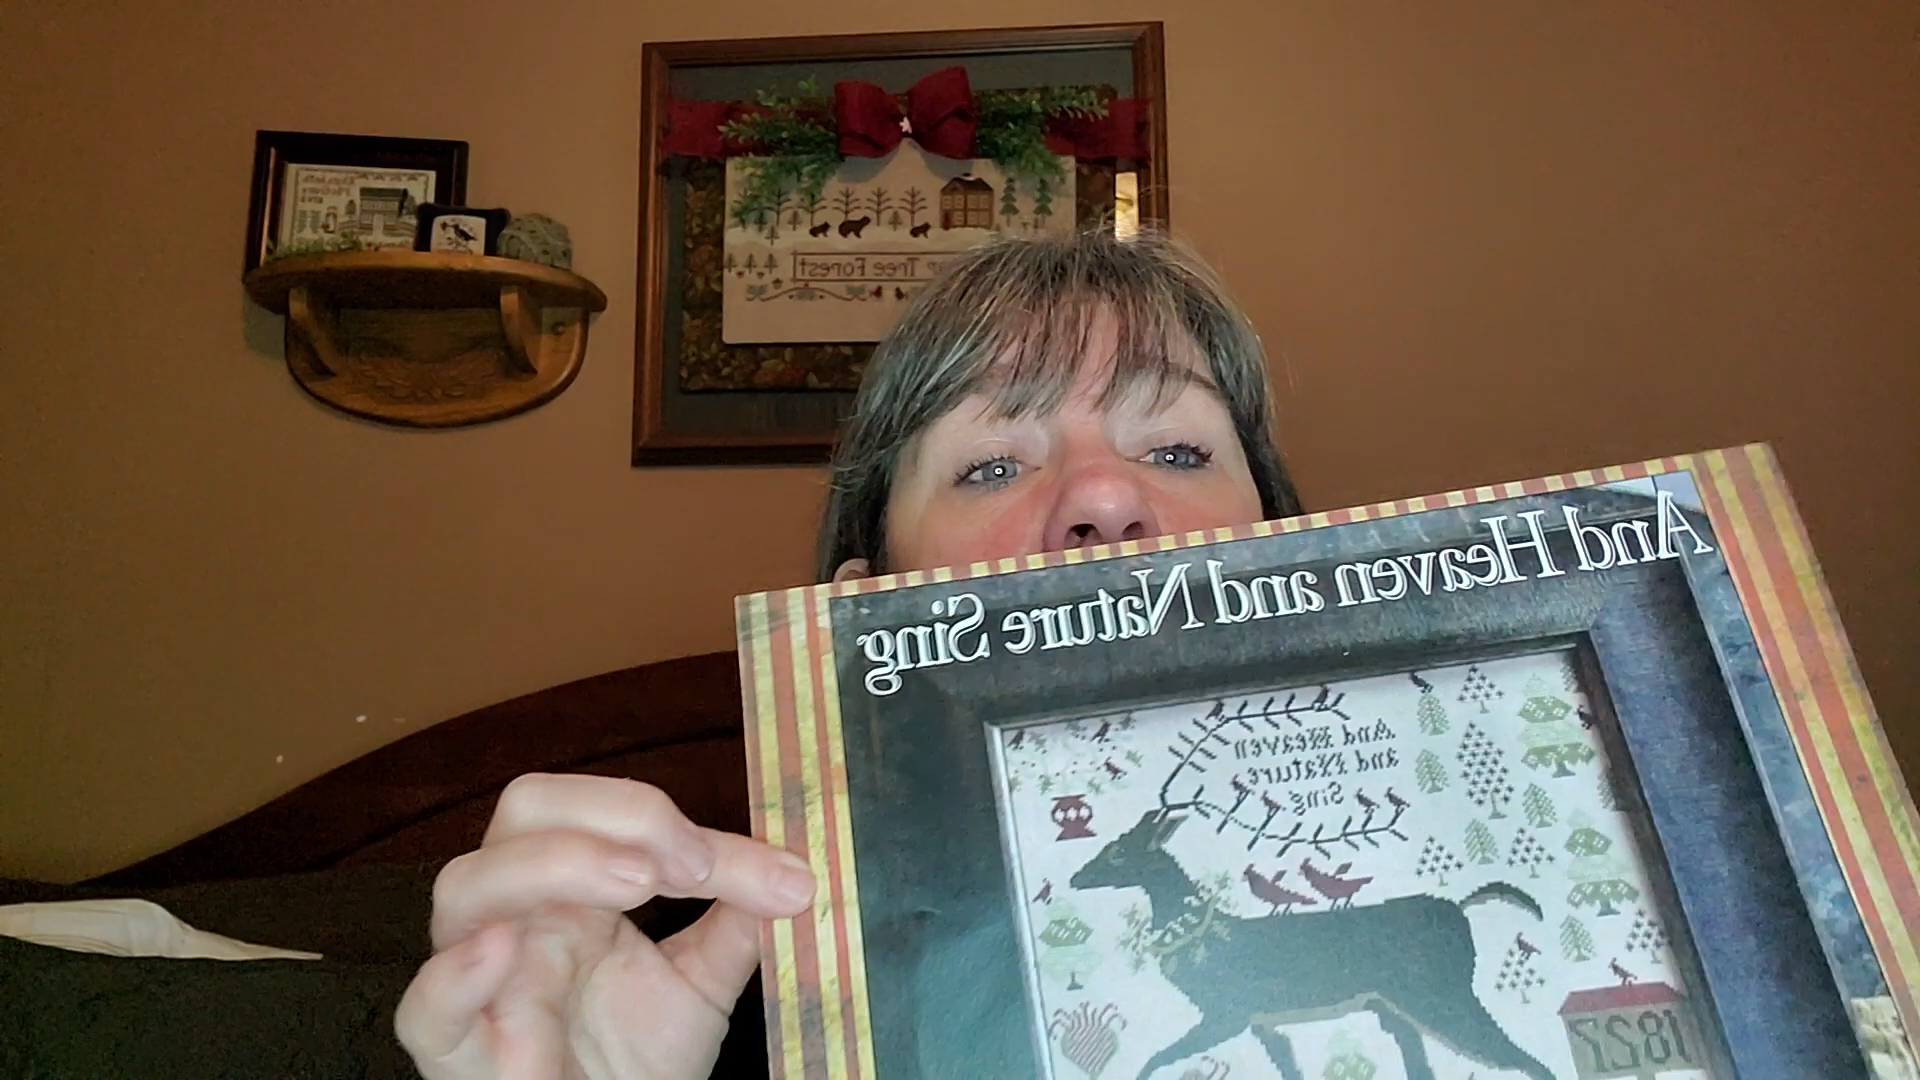 Tree Forest
And Heaven and Nature Sing
And Heaven
and Nature
Sing
1827